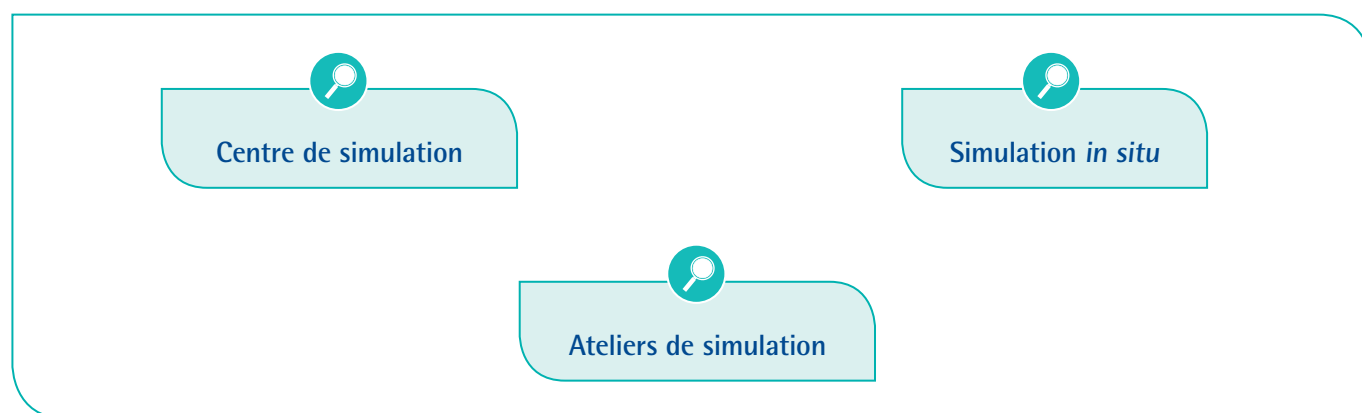 Centre de simulation
Simulation in situ
Ateliers de simulation